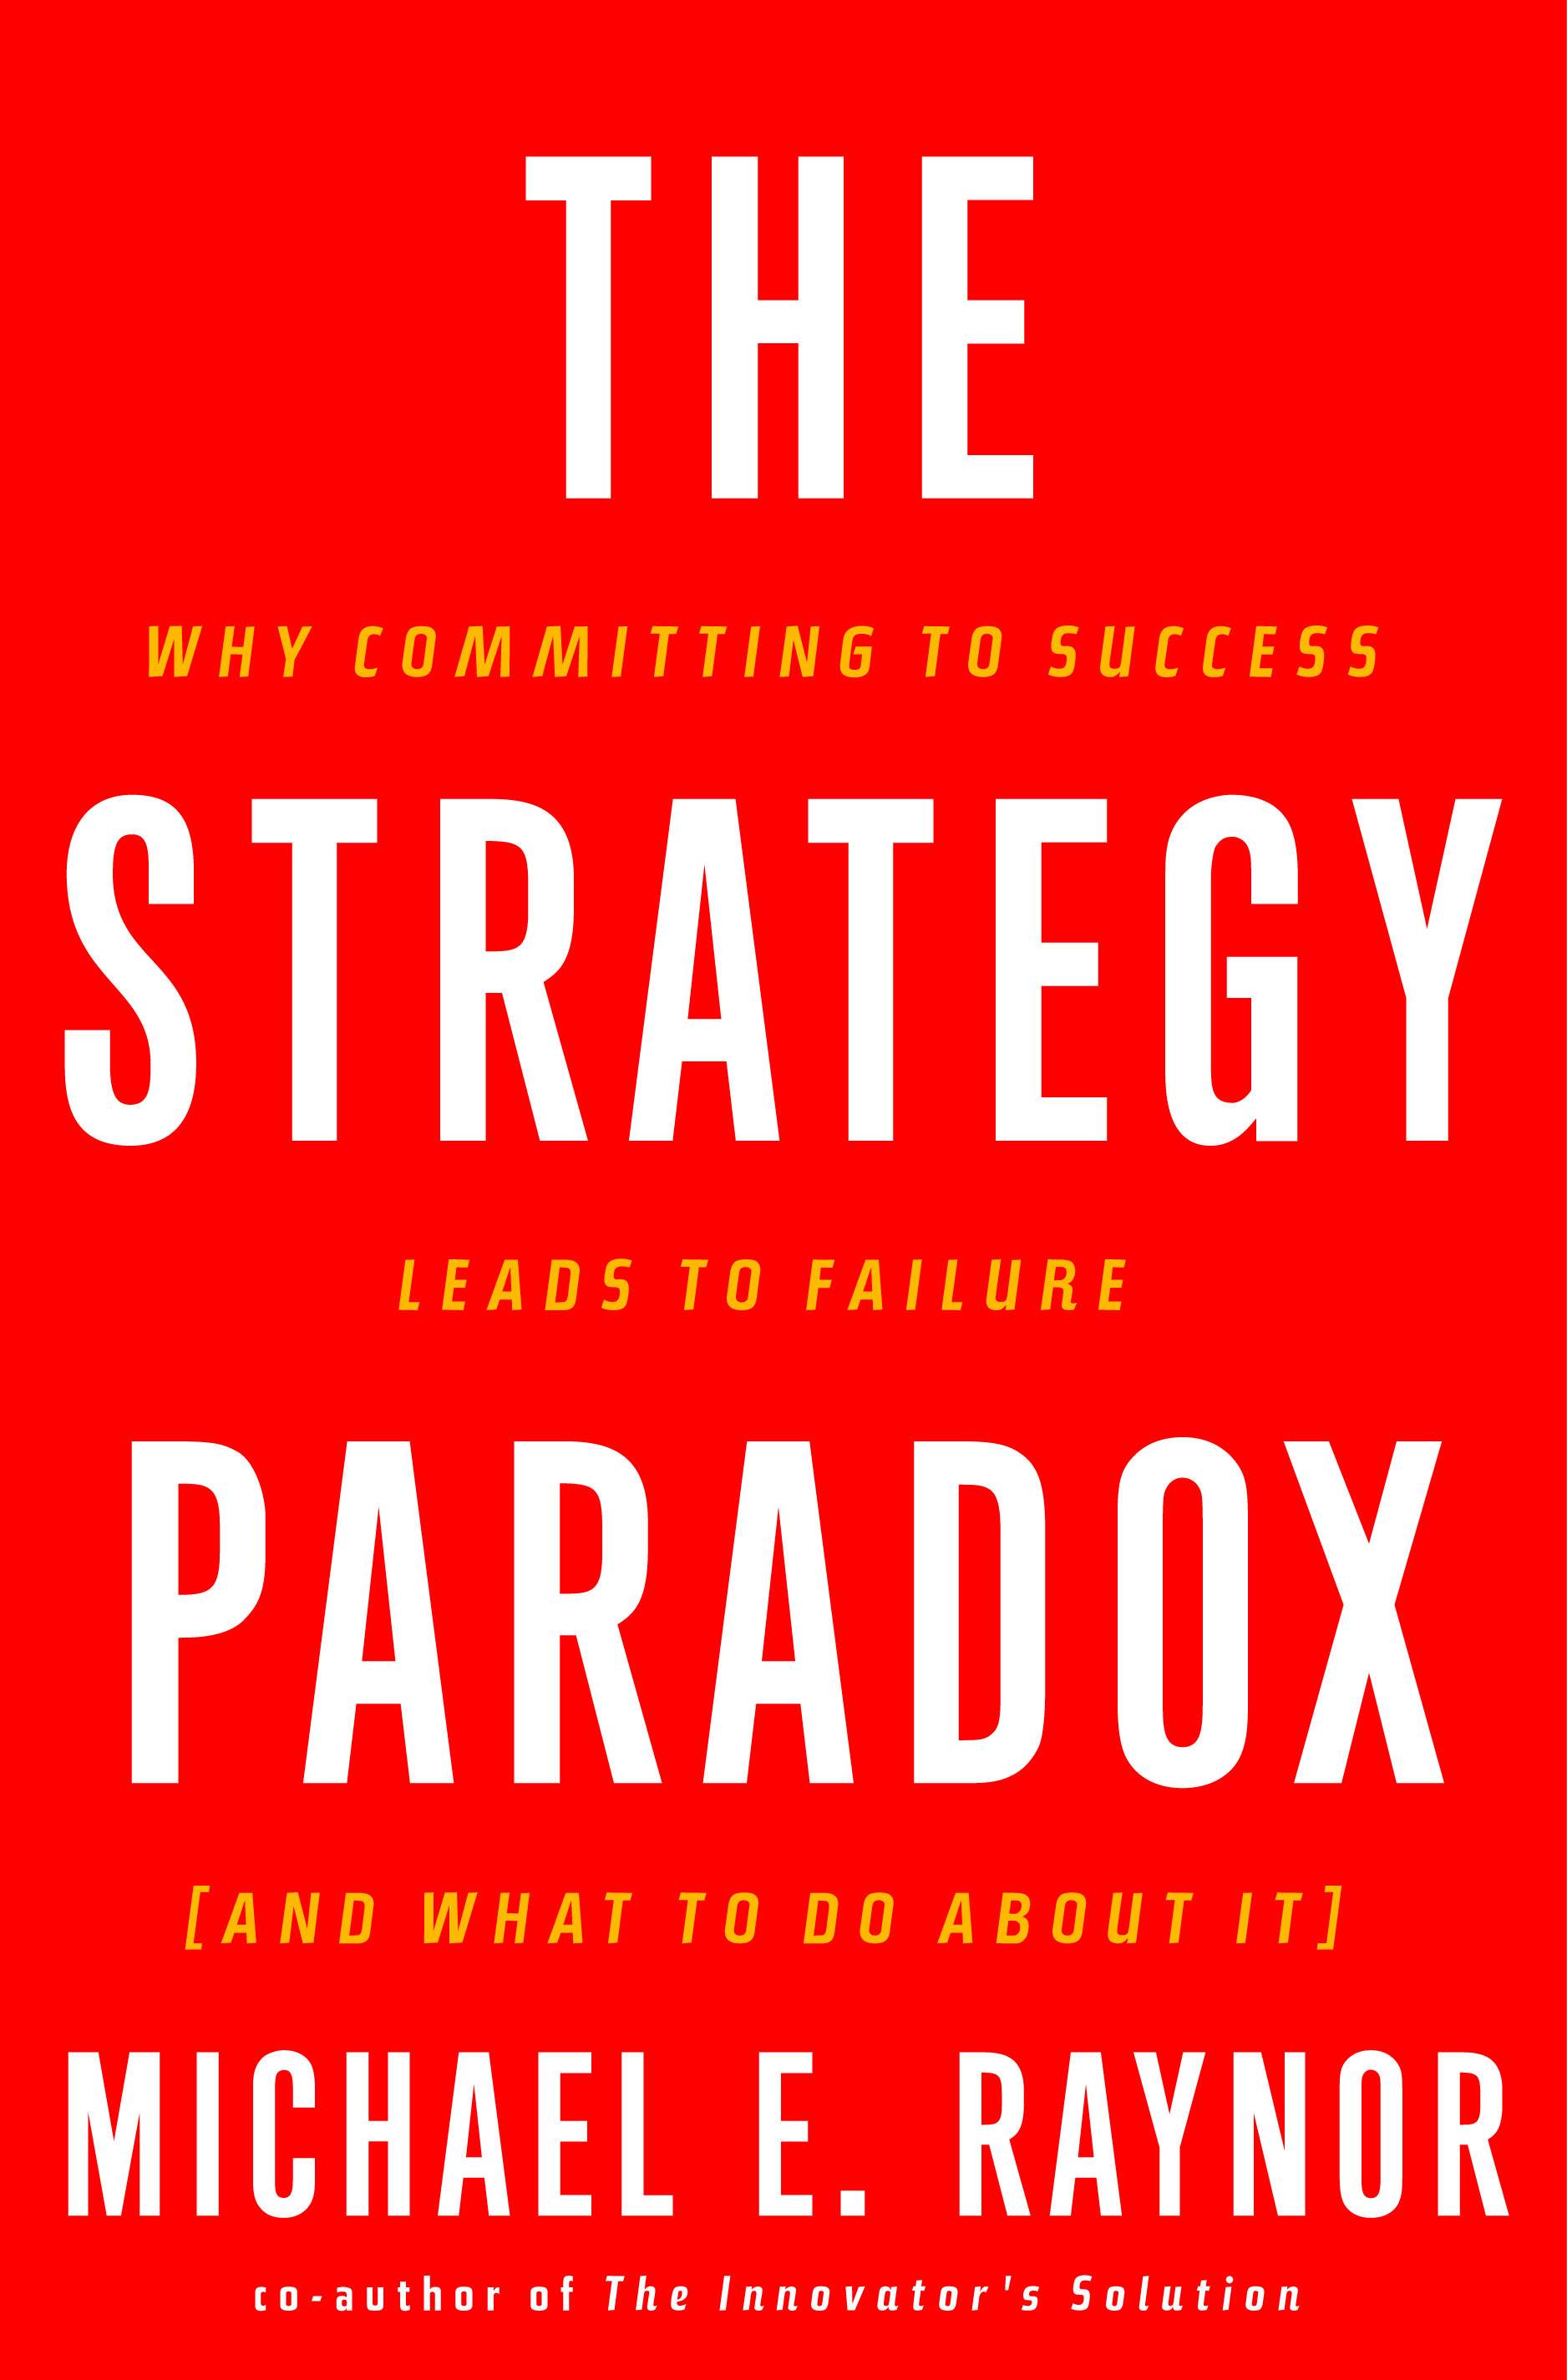 THE
WHY COMMITTING TO SUCCESS
STRATEGY
LEADS TO FAILURE
PARADOX
[AND WHAT TO DO ABOUT IT]
MICHAEL E. RAYNOR
co-author of The Innovator's Solution